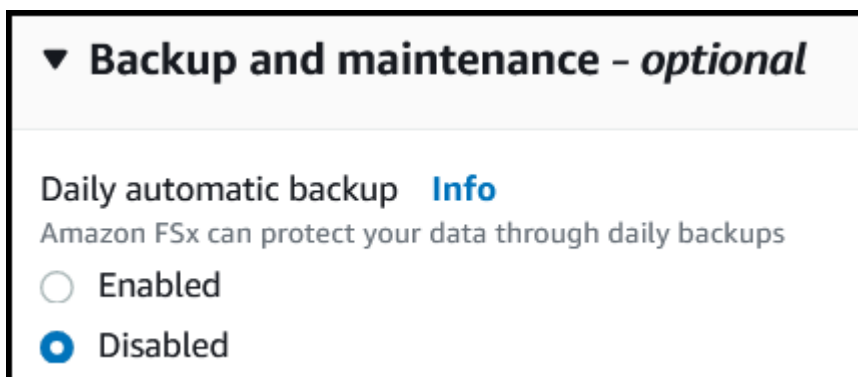 Backup and maintenance – optional
Daily automatic backup Info
Amazon FSx can protect your data through daily backups
Enabled
Disabled